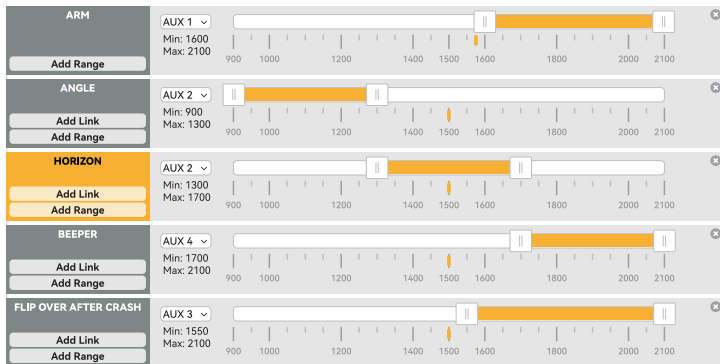 ARM
Add Range
AUX 1
Min: 1600
Max: 2100
900 1000 1200 1400 1500 1600 1800 2000 2100
ANGLE
Add Link
Add Range
AUX 2
Min: 900
Max: 1300
900 1000 1200 1400 1500 1600 1800 2000 2100
HORIZON
Add Link
Add Range
AUX 2
Min: 1300
Max: 1700
900 1000 1200 1400 1500 1600 1800 2000 2100
BEEPER
Add Link
Add Range
AUX 4
Min: 1700
Max: 2100
900 1000 1200 1400 1500 1600 1800 2000 2100
FLIP OVER AFTER CRASH
Add Link
Add Range
AUX 3
Min: 1550
Max: 2100
900 1000 1200 1400 1500 1600 1800 2000 2100